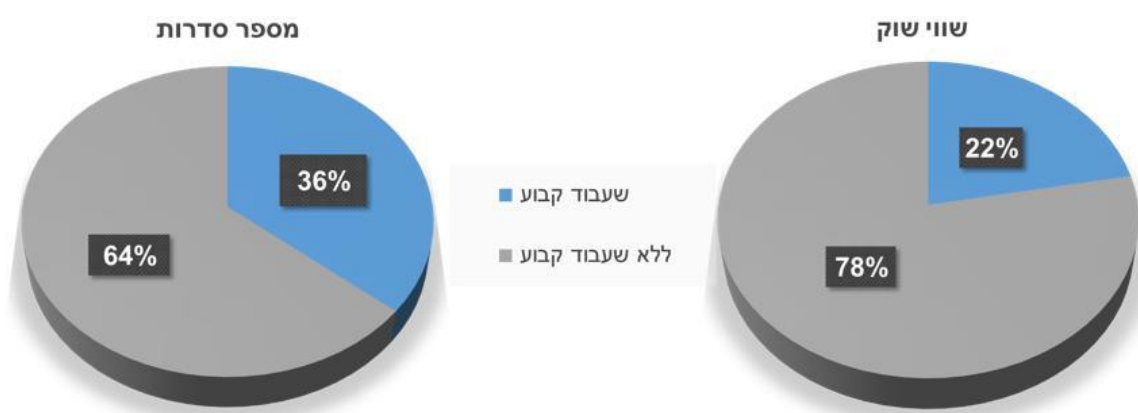 שווי שוק
מספר סדרות
22%
78%
שעבוד קבוע
ללא שעבוד קבוע
36%
64%